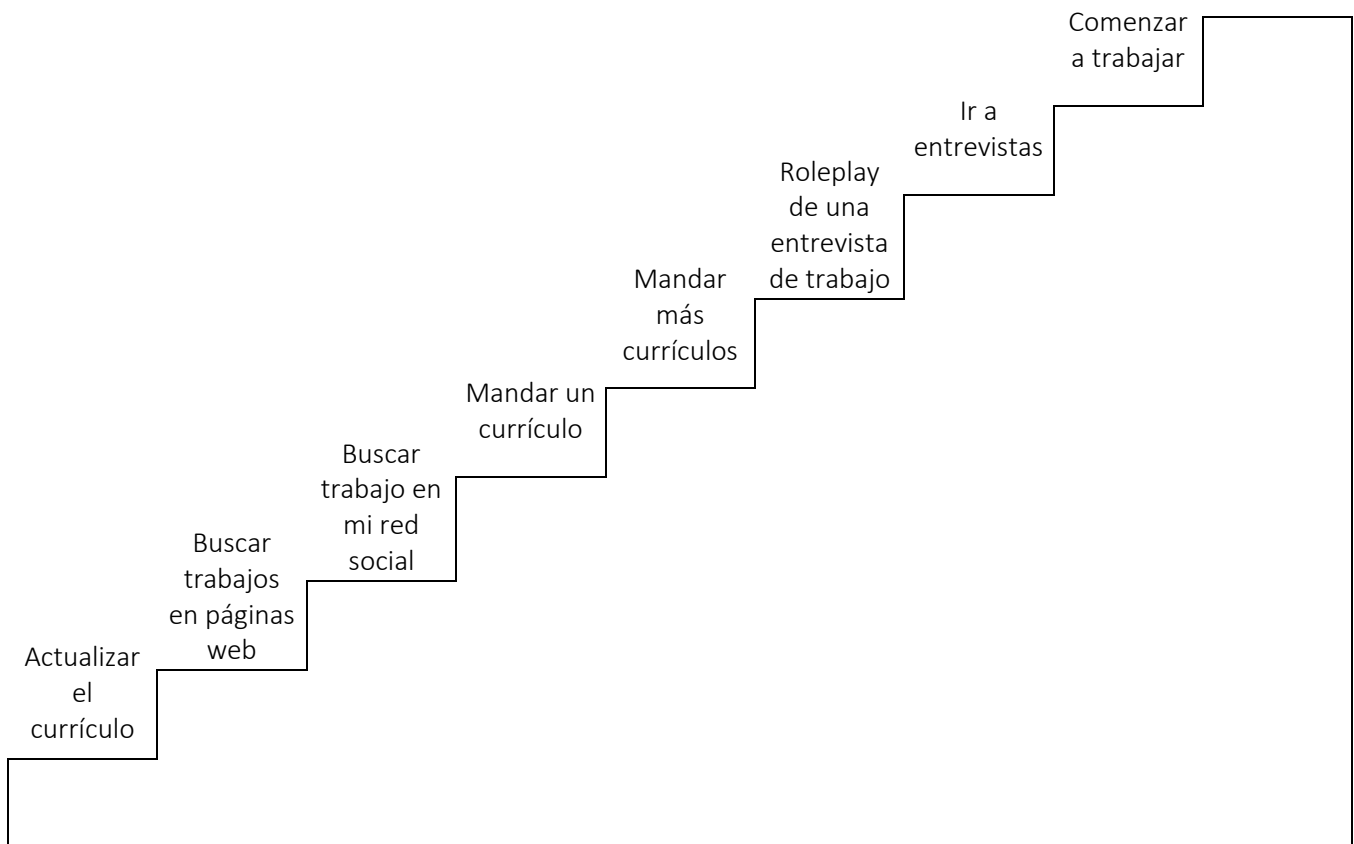 Comenzar
a trabajar
Ir a
entrevistas
Roleplay
de una
entrevista
de trabajo
Mandar
más
currículos
Mandar un
currículo
Buscar
trabajo en
mi red
social
Buscar
trabajos
en páginas
web
Actualizar
el
currículo